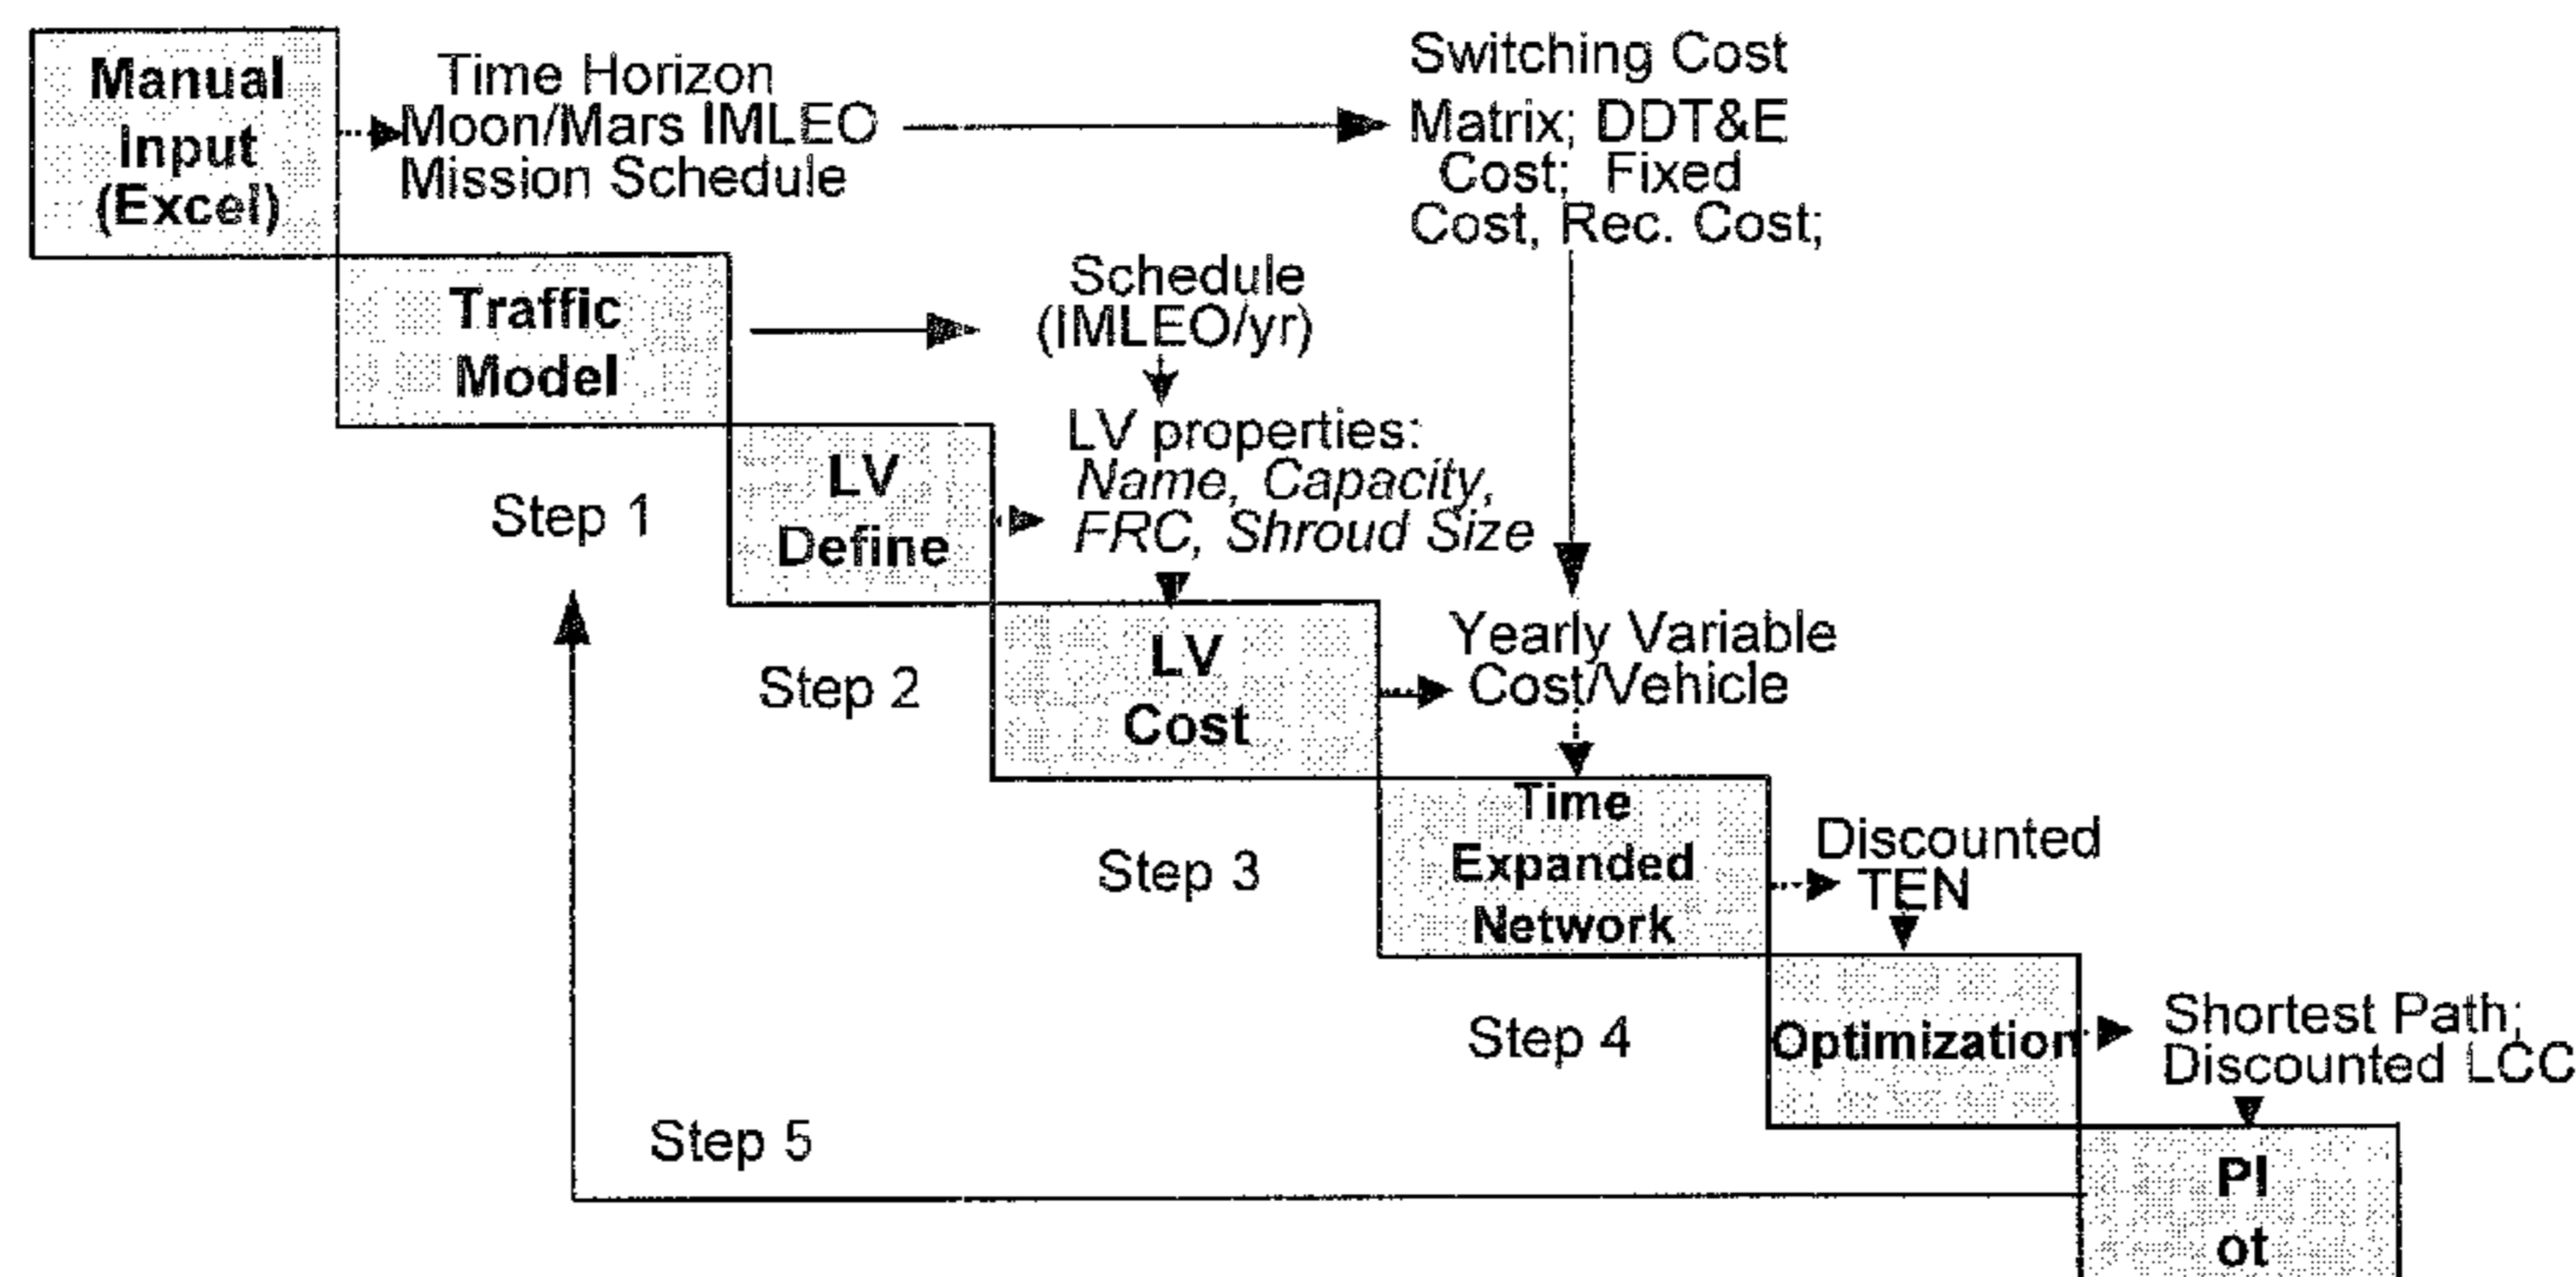 Manual
Input
(Excel)
Time Horizon
Moon/Mars IMLEO
Mission Schedule
Switching Cost
Matrix; DDT&E
Cost; Fixed
Cost, Rec. Cost;
Traffic
Model
Schedule
(IMLEO/yr)
LV properties:
Name, Capacity,
FRC, Shroud Size
LV
Define
Step 1
LV
Cost
Step 2
Yearly Variable
Cost/Vehicle
Time
Expanded
Network
Step 3
Discounted
TEN
Optimization
Step 4
Shortest Path;
Discounted LCC
Step 5
Pl
ot